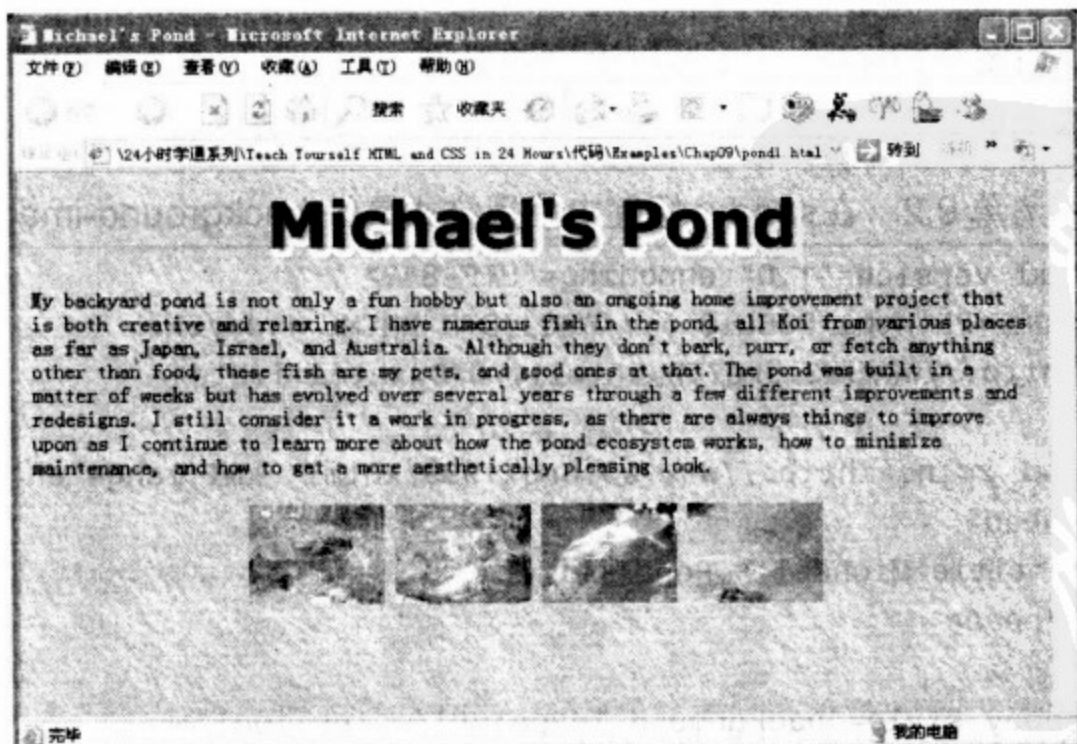 Michael's Pond - Microsoft Internet Explorer
文件(F) 编辑(E) 查看(V) 收藏(A) 工具(T) 帮助(H)
搜索 收藏夹
\24小时学通系列\Teach Yourself HTML and CSS in 24 Hours\代码\Examples\Chap09\pond1.html 转到 »
Michael's Pond
My backyard pond is not only a fun hobby but also an ongoing home improvement project that
is both creative and relaxing. I have numerous fish in the pond, all Koi from various places
as far as Japan, Israel, and Australia. Although they don't bark, purr, or fetch anything
other than food, these fish are my pets, and good ones at that. The pond was built in a
matter of weeks but has evolved over several years through a few different improvements and
redesigns. I still consider it a work in progress, as there are always things to improve
upon as I continue to learn more about how the pond ecosystem works, how to minimize
maintenance, and how to get a more aesthetically pleasing look.
完毕 我的电脑